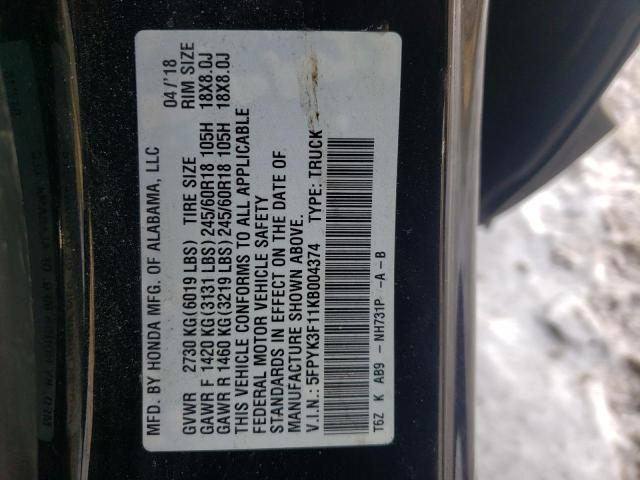 MFD. BY HONDA MFG. OF ALABAMA, LLC 04/'18
GVWR 2730 KG(6019 LBS) TIRE SIZE RIM SIZE
GAWR F 1420 KG(3131 LBS)245/60R18 105H 18X8.0J
GAWR R 1460 KG(3219 LBS)245/60R18 105H 18X8.0J
THIS VEHICLE CONFORMS TO ALL APPLICABLE
FEDERAL MOTOR VEHICLE SAFETY
STANDARDS IN EFFECT ON THE DATE OF
MANUFACTURE SHOWN ABOVE.
V.I.N.: 5FPYK3F11KB004374 TYPE: TRUCK
T6Z K AB9 - NH731P -A-B